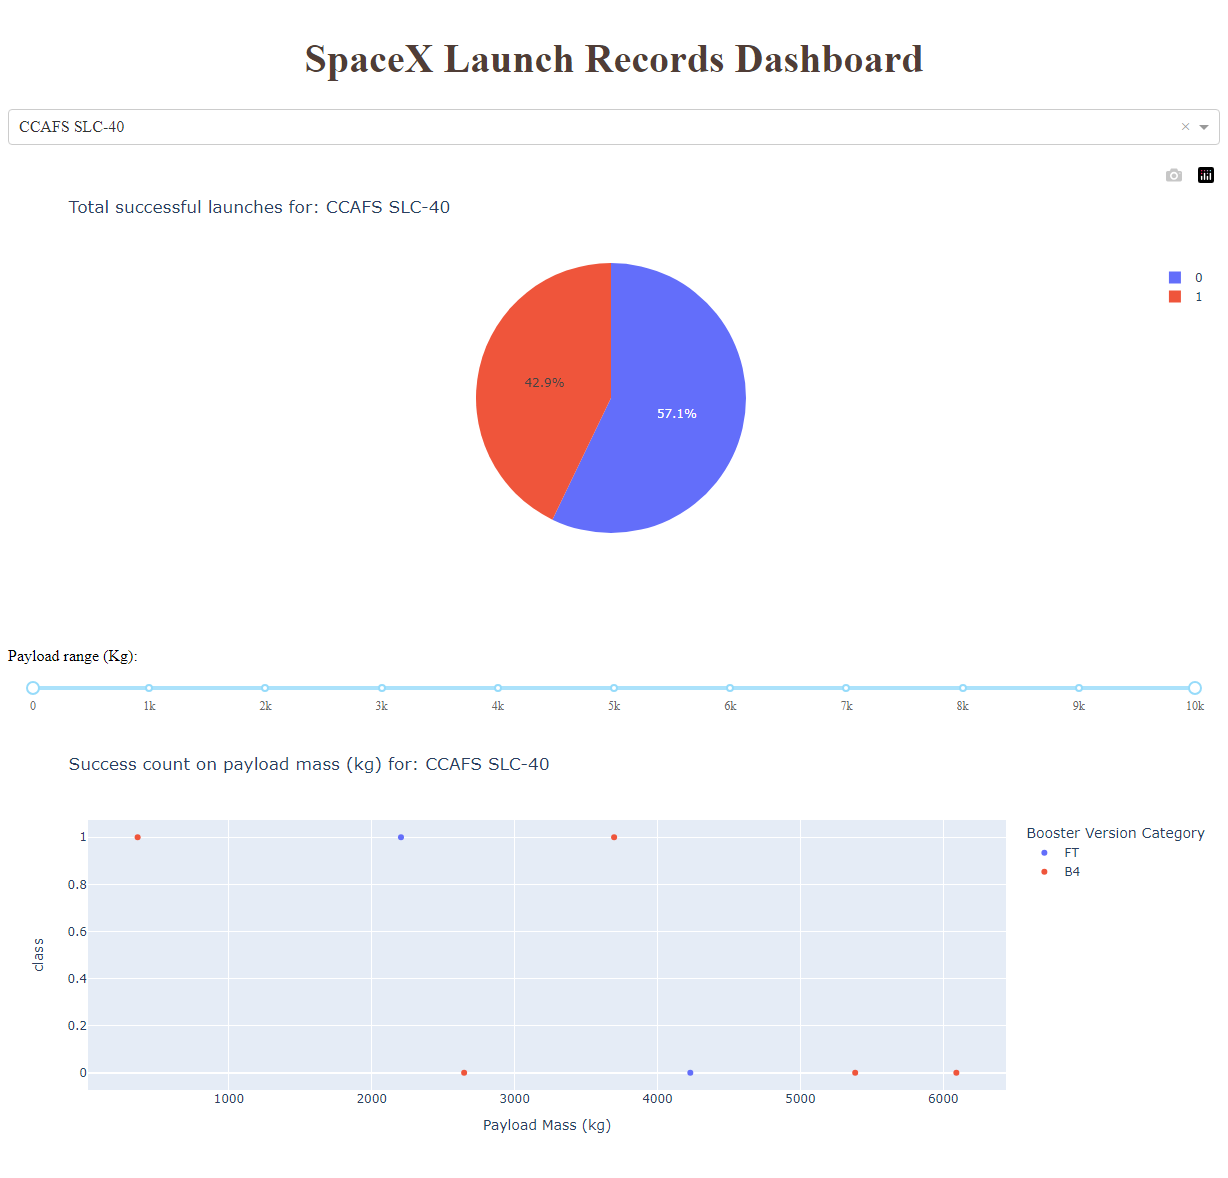 SpaceX Launch Records Dashboard
CCAFS SLC-40
×
Total successful launches for: CCAFS SLC-40
0
1
42.9%
57.1%
Payload range (Kg):
0 1k 2k 3k 4k 5k 6k 7k 8k 9k 10k
Success count on payload mass (kg) for: CCAFS SLC-40
Booster Version Category
FT
B4
class
1
0.8
0.6
0.4
0.2
0
1000 2000 3000 4000 5000 6000
Payload Mass (kg)